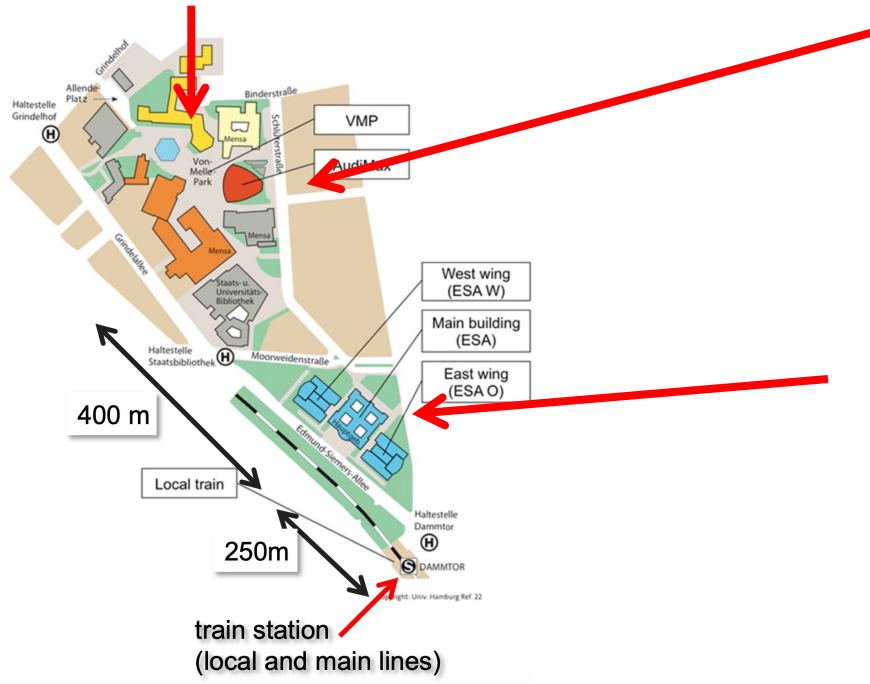 Grindelhof
Allende-
Platz
Haltestelle
Grindelhof
H
Binderstraße
Schlüterstraße
Mensa
VMP
AudiMax
Von-
Melle-
Park
Mensa
Mensa
Grindelallee
Staats-u.
Universitäts-
Bibliothek
West wing
(ESA W)
Main building
(ESA)
East wing
(ESA O)
Haltestelle
Staatsbibliothek
H
Moorweidenstraße
Hauptgeb.
Edmund-Siemers-Allee
400 m
Local train
250m
Haltestelle
Dammtor
H
S DAMMTOR
right: Univ. Hamburg Ref. 22
train station
(local and main lines)